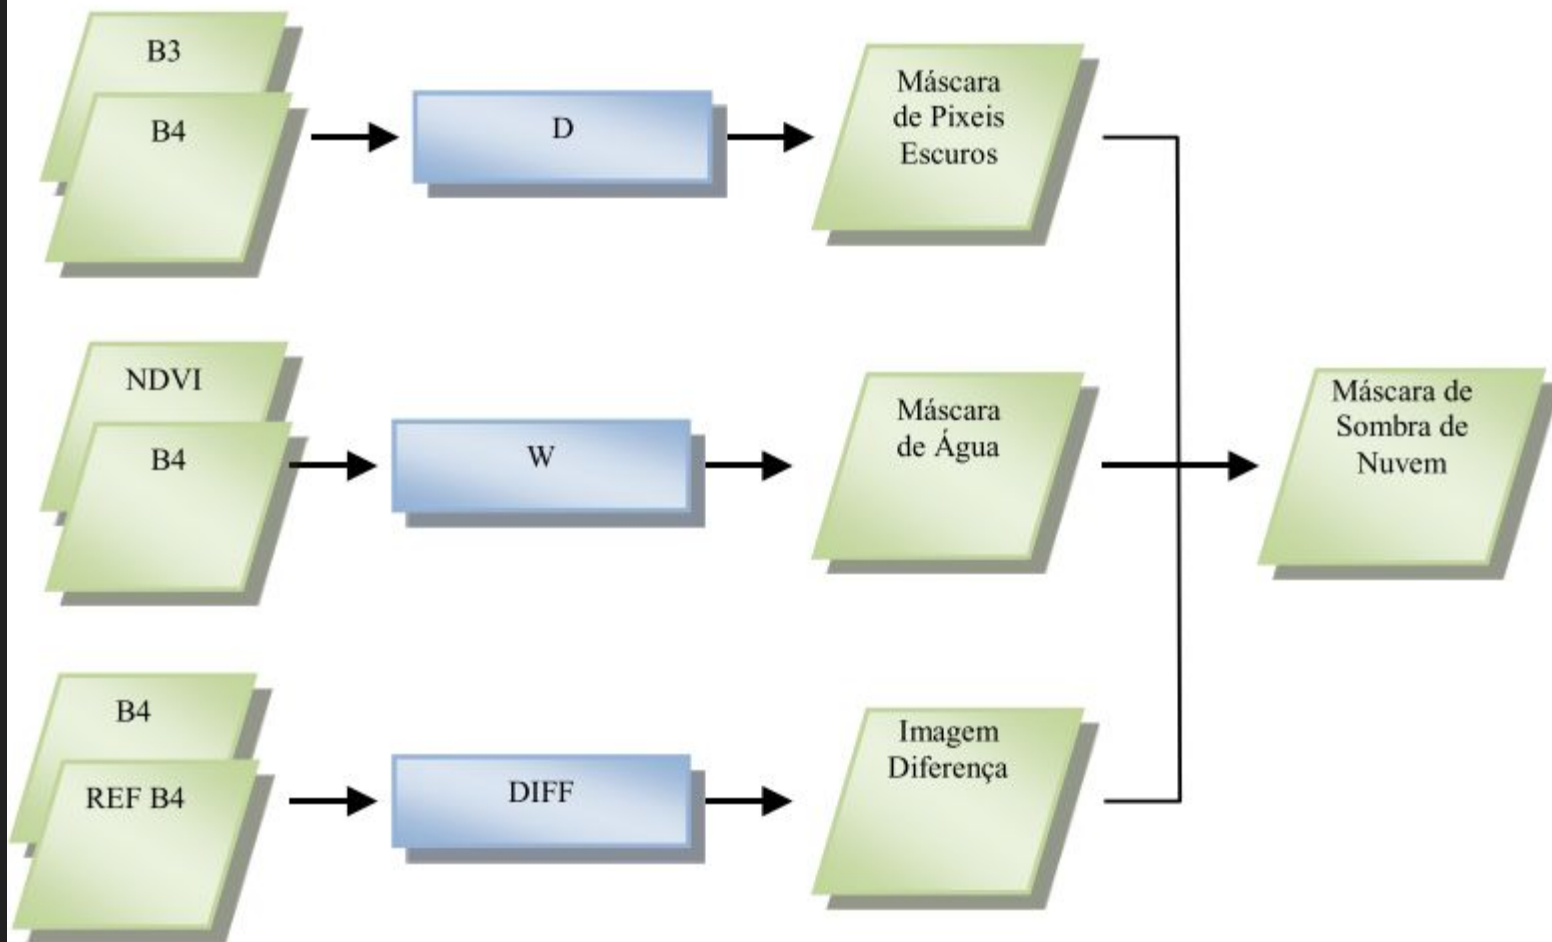 B3
B4
D
Máscara
de Pixeis
Escuros
NDVI
B4
W
Máscara
de Água
Máscara de
Sombra de
Nuvem
B4
REF B4
DIFF
Imagem
Diferença